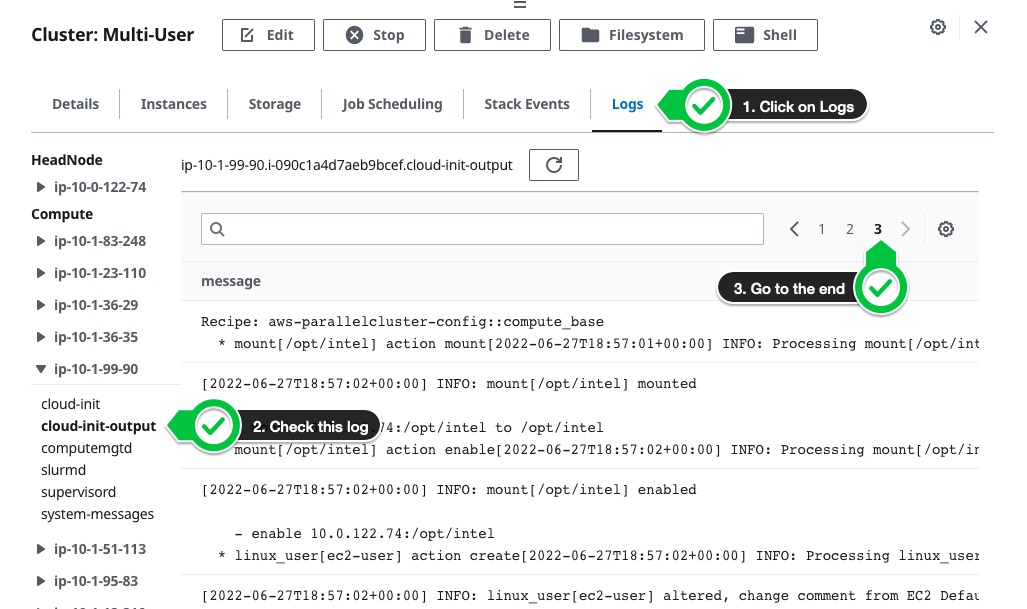 Cluster: Multi-User Edit Stop Delete Filesystem Shell
Details Instances Storage Job Scheduling Stack Events Logs 1. Click on Logs
HeadNode
ip-10-0-122-74
Compute
ip-10-1-83-248
ip-10-1-23-110
ip-10-1-36-29
ip-10-1-36-35
ip-10-1-99-90
cloud-init
cloud-init-output 2. Check this log
computemgtd
slurmd
supervisord
system-messages
ip-10-1-51-113
ip-10-1-95-83
ip-10-1-99-90.i-090c1a4d7aeb9bcef.cloud-init-output
1 2 3
3. Go to the end
message
Recipe: aws-parallelcluster-config::compute_base
* mount[/opt/intel] action mount[2022-06-27T18:57:01+00:00] INFO: Processing mount[/opt/int
[2022-06-27T18:57:02+00:00] INFO: mount[/opt/intel] mounted
74:/opt/intel to /opt/intel
mount[/opt/intel] action enable[2022-06-27T18:57:02+00:00] INFO: Processing mount[/opt/in
[2022-06-27T18:57:02+00:00] INFO: mount[/opt/intel] enabled
- enable 10.0.122.74:/opt/intel
* linux_user[ec2-user] action create[2022-06-27T18:57:02+00:00] INFO: Processing linux_user
[2022-06-27T18:57:02+00:00] INFO: linux_user[ec2-user] altered, change comment from EC2 Defau